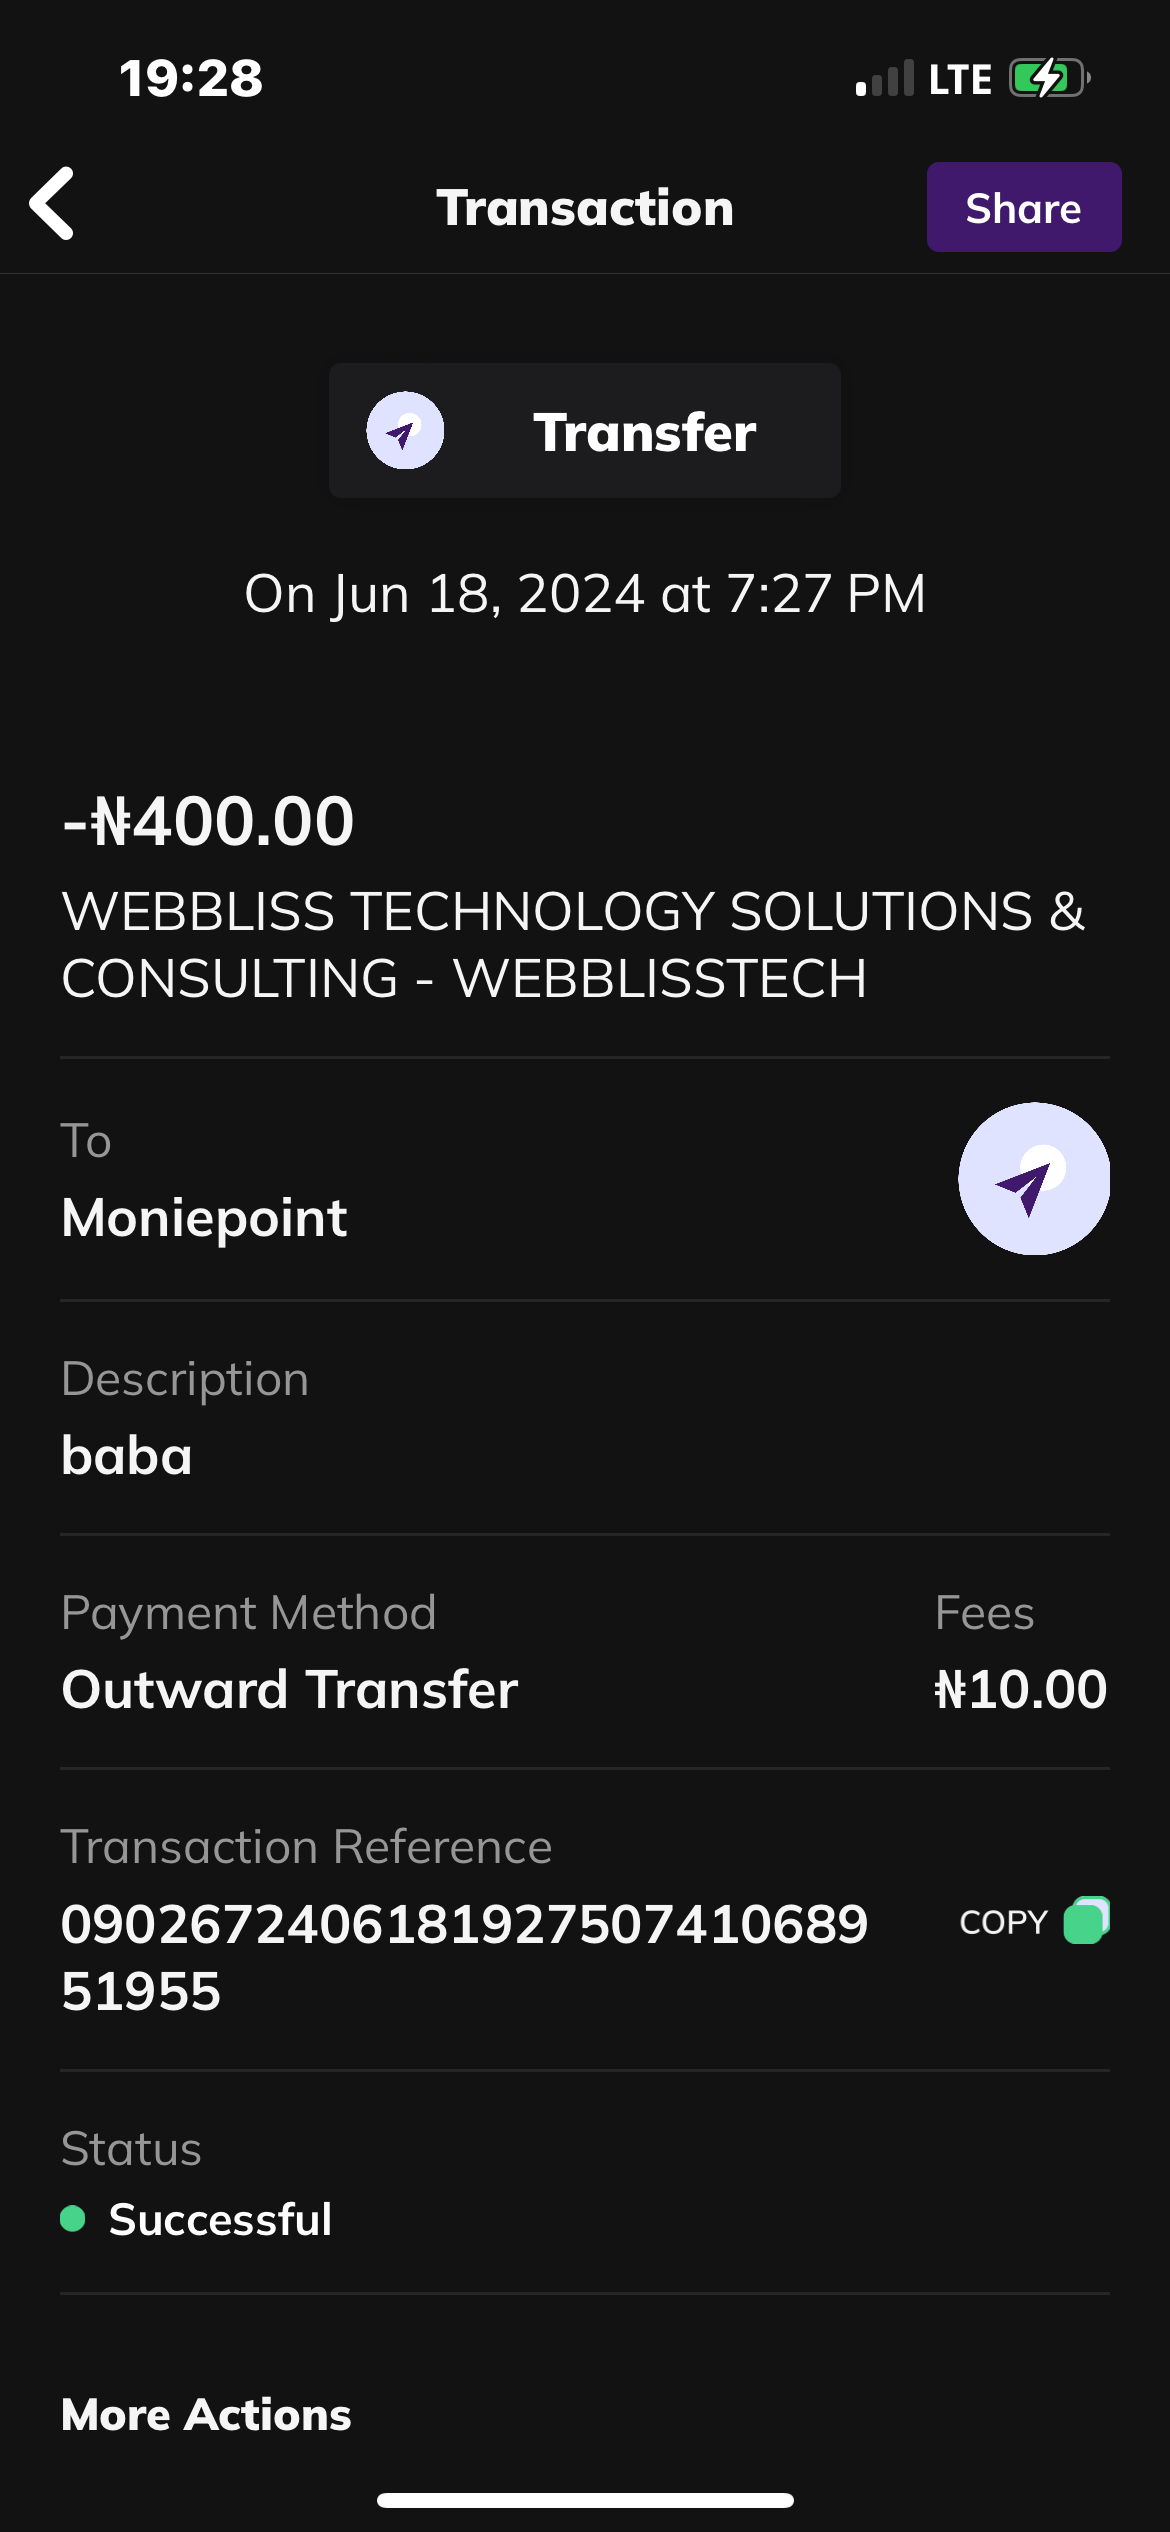 19:28 LTE
Transaction
Share
Transfer
On Jun 18, 2024 at 7:27 PM
-₦400.00
WEBBLISS TECHNOLOGY SOLUTIONS &
CONSULTING - WEBBLISSTECH
To
Moniepoint
Description
baba
Payment Method
Outward Transfer
Fees
₦10.00
Transaction Reference
0902672406181927507410689
51955
COPY
Status
Successful
More Actions